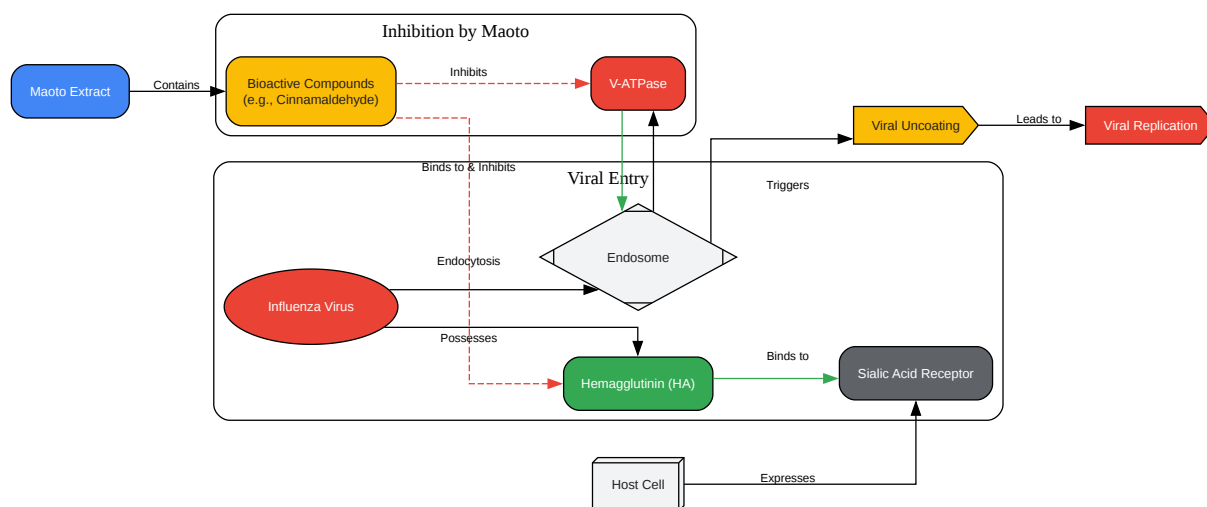 Inhibition by Maoto
Maoto Extract
Contains
Bioactive Compounds
(e.g., Cinnamaldehyde)
Inhibits
V-ATPase
Viral Uncoating
Leads to
Viral Replication
Binds to & Inhibits
Viral Entry
Triggers
Endosome
Endocytosis
Influenza Virus
Possesses
Hemagglutinin (HA)
Binds to
Sialic Acid Receptor
Host Cell
Expresses